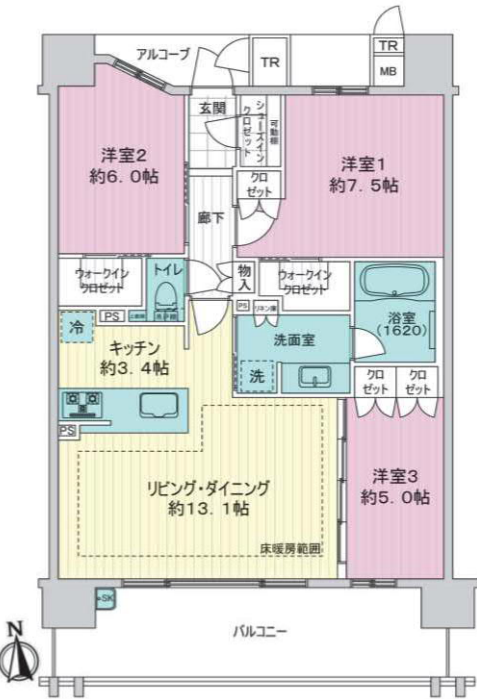 アルコーブ
TR
TR
MB
玄関
シューズイン
クロゼット
可動棚
洋室2
約6.0帖
洋室1
約7.5帖
クロ
ゼット
廊下
ウォークイン
クロゼット
トイレ
物
入
ウォークイン
クロゼット
浴室
(1620)
PS
PS
リネン庫
冷
キッチン
約3.4帖
洗面室
洗
クロ
ゼット
クロ
ゼット
PS
リビング・ダイニング
約13.1帖
洋室3
約5.0帖
床暖房範囲
SK
バルコニー
N